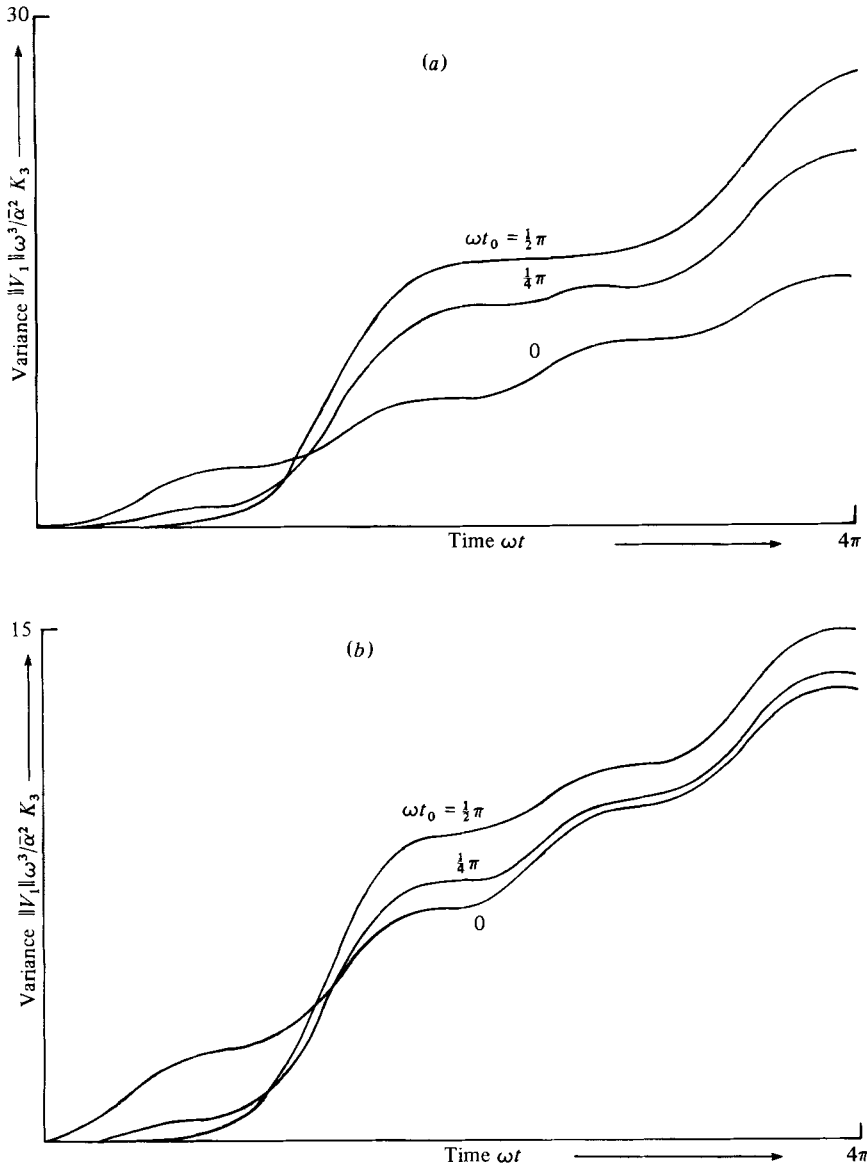 30
(a)
Variance ‖V₁‖ω³/ᾱ² K₃
ωt₀ = ½π
¼π
0
Time ωt
4π
15
(b)
Variance ‖V₁‖ω³/ᾱ² K₃
ωt₀ = ½π
¼π
0
Time ωt
4π